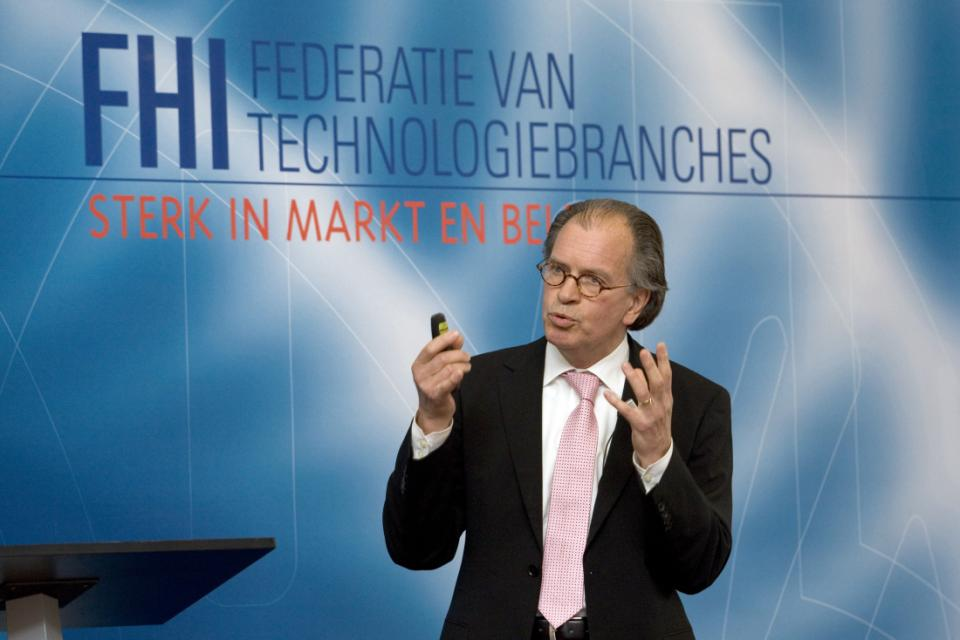 FHI FEDERATIE VAN
TECHNOLOGIEBRANCHES
STERK IN MARKT EN